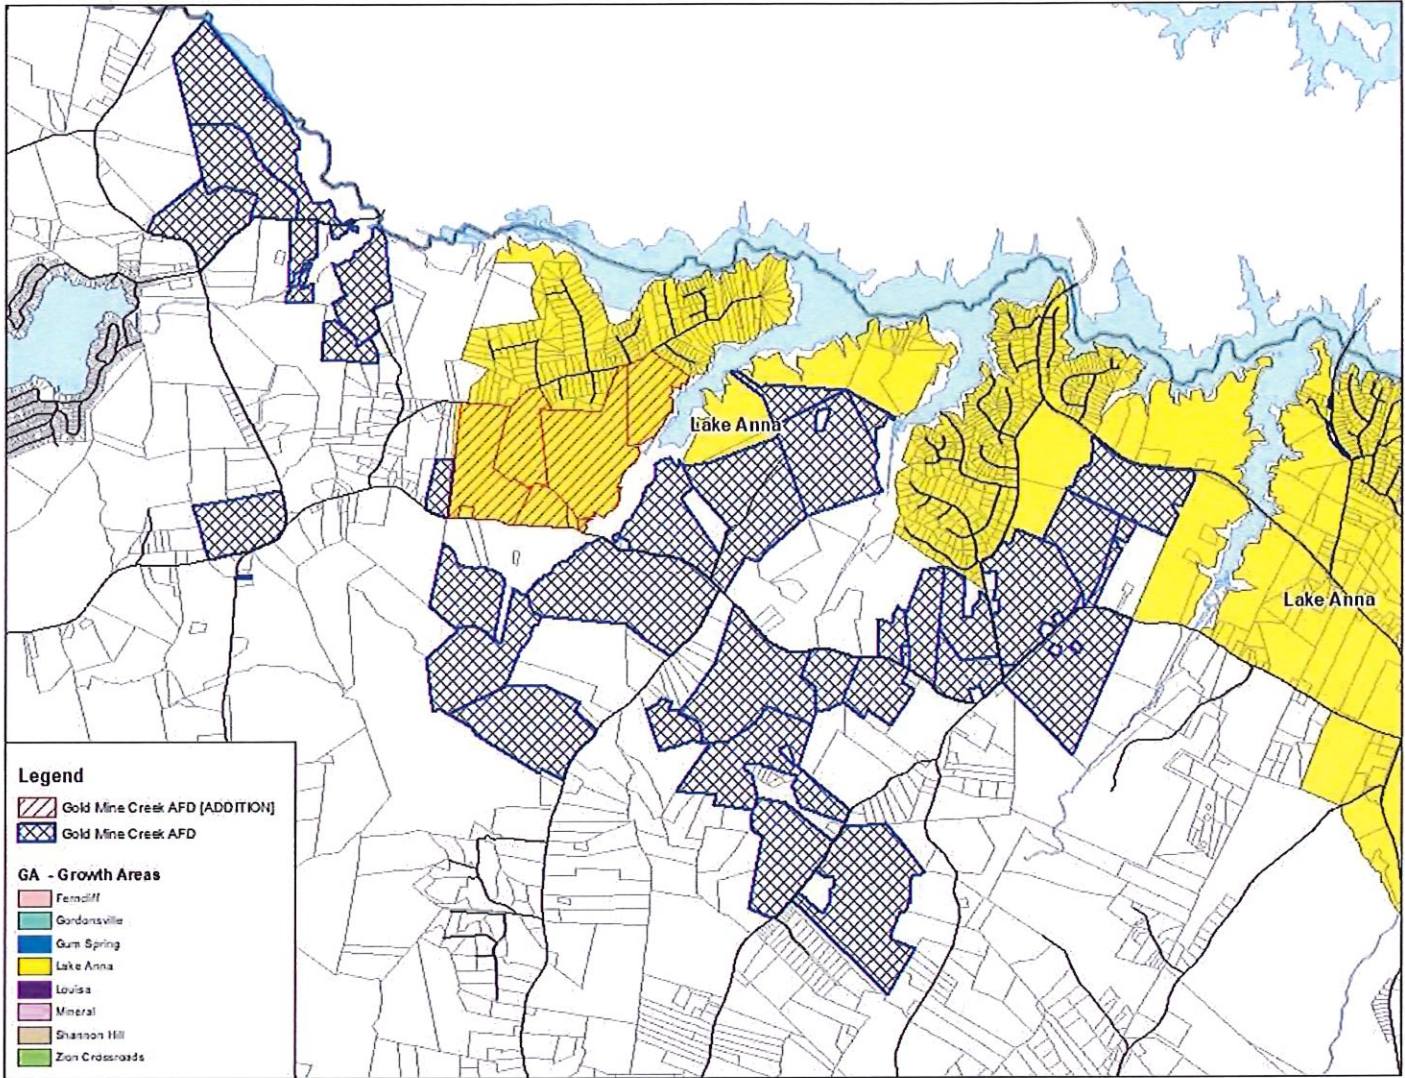 Lake Anna
Lake Anna
Legend
Gold Mine Creek AFD [ADDITION]
Gold Mine Creek AFD
GA - Growth Areas
Ferncliff
Gordonsville
Gum Spring
Lake Anna
Louisa
Mineral
Shannon Hill
Zion Crossroads